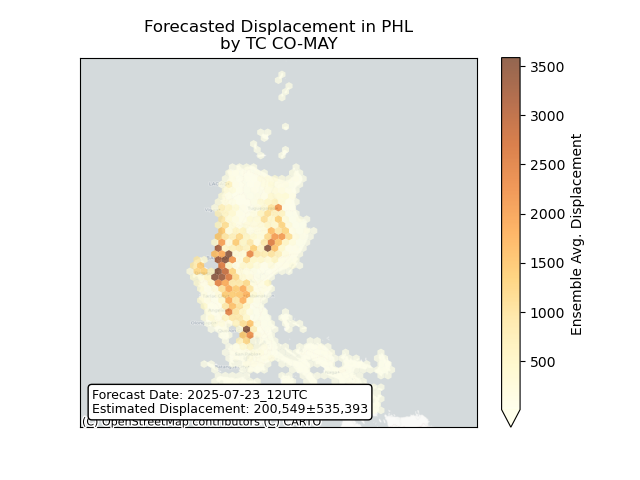 Forecasted Displacement in PHL
by TC CO-MAY
3500
3000
2500
2000
1500
1000
500
Ensemble Avg. Displacement
Forecast Date: 2025-07-23_12UTC
Estimated Displacement: 200,549±535,393
(C) OpenStreetMap contributors (C) CARTO